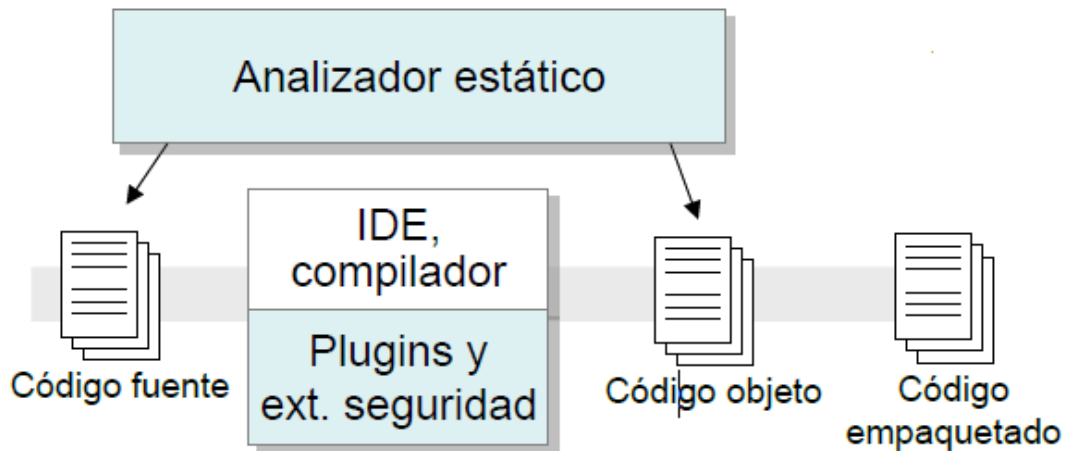 Analizador estático
IDE,
compilador
Plugins y
ext. seguridad
Código fuente
Código objeto
Código
empaquetado